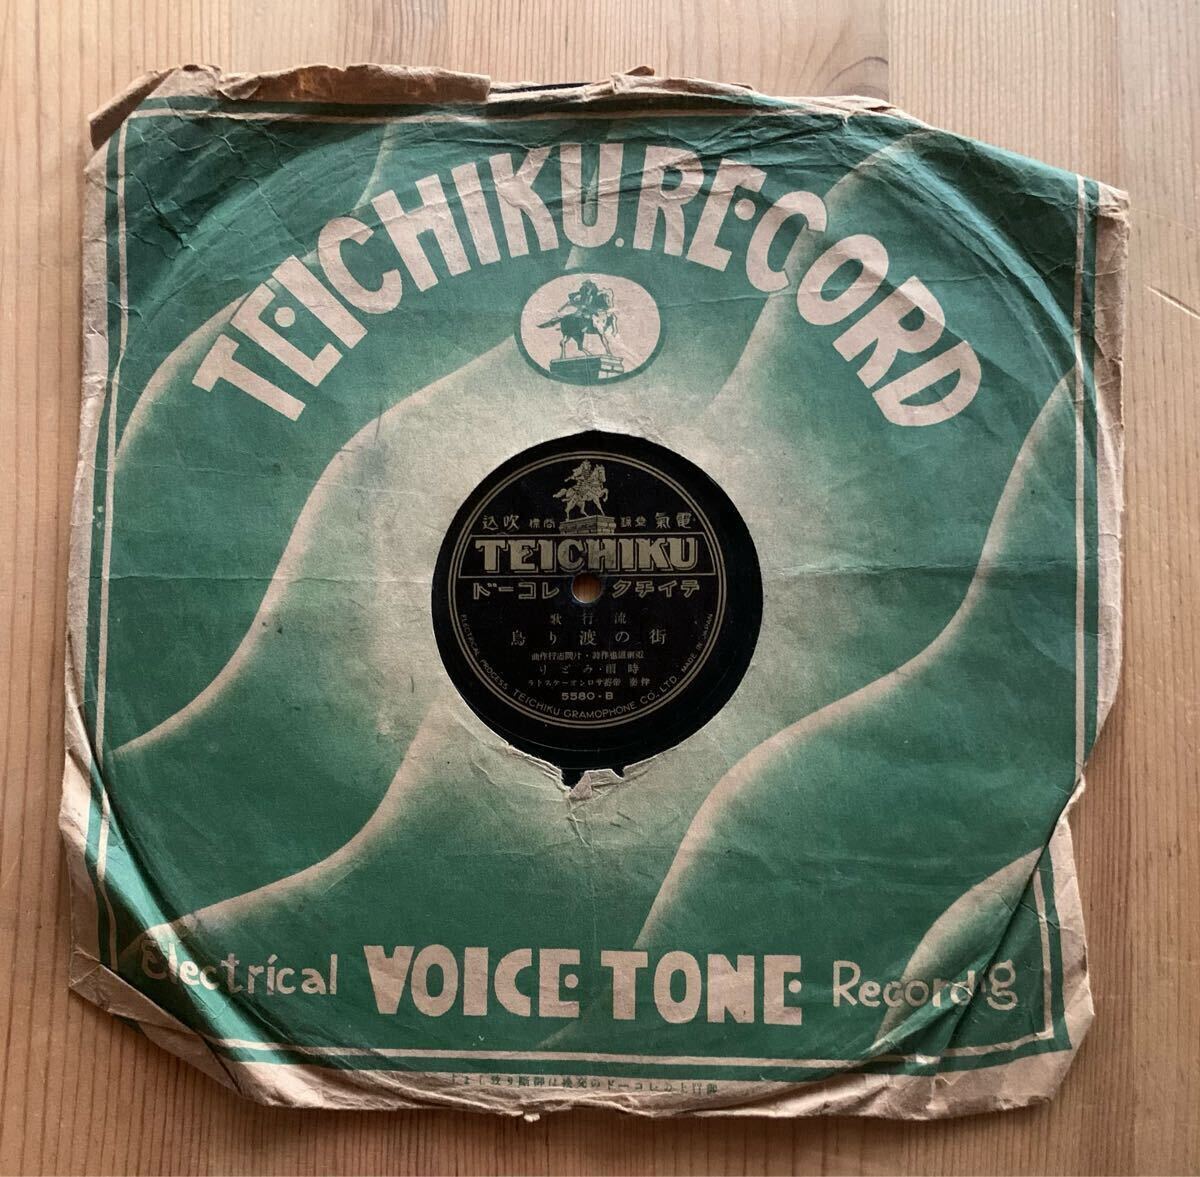 TEICHIKU.RECORD
電氣 登録 商標 吹込
TEICHIKU
テイチク レコード
流行歌
街の渡り鳥
時雨・みどり
5580-B
ELECTRICAL PROCESS TEICHIKU GRAMOPHONE CO., LTD. MADE IN JAPAN
Electrical VOICE.TONE. Recording